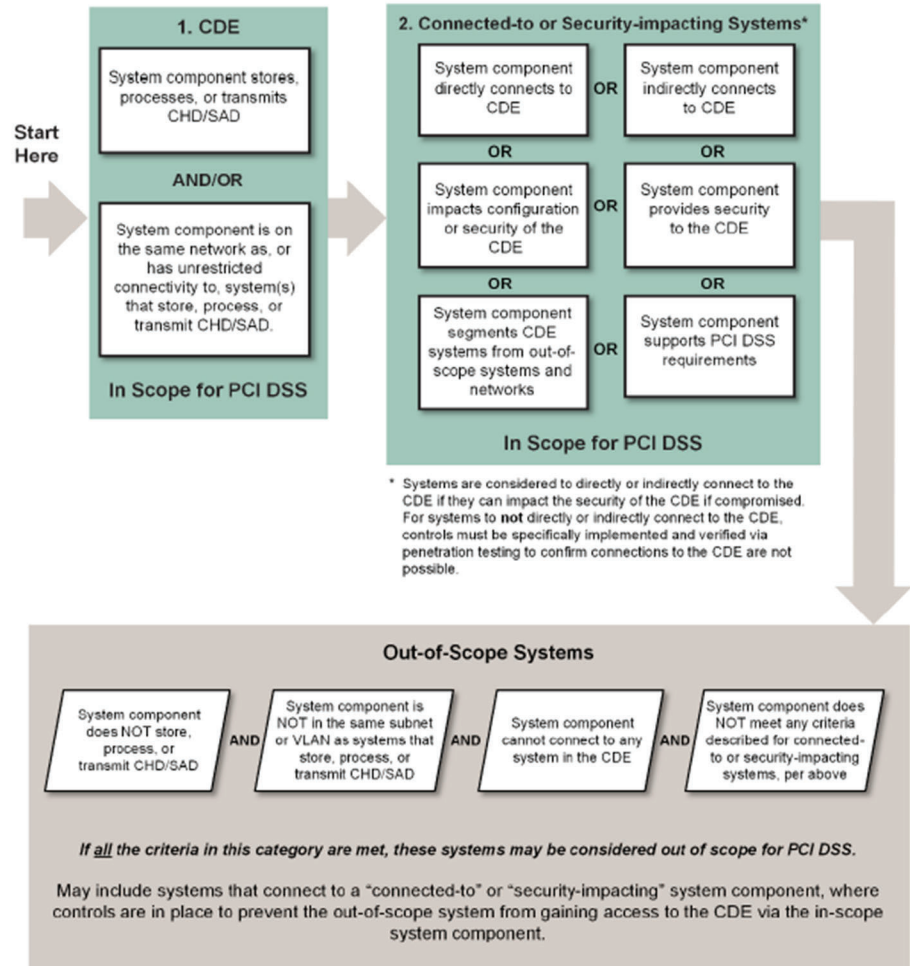 Start
Here
1. CDE
System component stores,
processes, or transmits
CHD/SAD
AND/OR
System component is on
the same network as, or
has unrestricted
connectivity to, system(s)
that store, process, or
transmit CHD/SAD.
In Scope for PCI DSS
2. Connected-to or Security-impacting Systems*
System component
directly connects to
CDE
OR
System component
indirectly connects
to CDE
OR
OR
System component
impacts configuration
or security of the
CDE
OR
System component
provides security
to the CDE
OR
OR
System component
segments CDE
systems from out-of-
scope systems and
networks
OR
System component
supports PCI DSS
requirements
In Scope for PCI DSS
* Systems are considered to directly or indirectly connect to the
CDE if they can impact the security of the CDE if compromised.
For systems to not directly or indirectly connect to the CDE,
controls must be specifically implemented and verified via
penetration testing to confirm connections to the CDE are not
possible.
Out-of-Scope Systems
System component
does NOT store,
process, or
transmit CHD/SAD
AND
System component is
NOT in the same subnet
or VLAN as systems that
store, process, or
transmit CHD/SAD
AND
System component
cannot connect to any
system in the CDE
AND
System component does
NOT meet any criteria
described for connected-
to or security-impacting
systems, per above
If all the criteria in this category are met, these systems may be considered out of scope for PCI DSS.
May include systems that connect to a “connected-to” or “security-impacting” system component, where
controls are in place to prevent the out-of-scope system from gaining access to the CDE via the in-scope
system component.